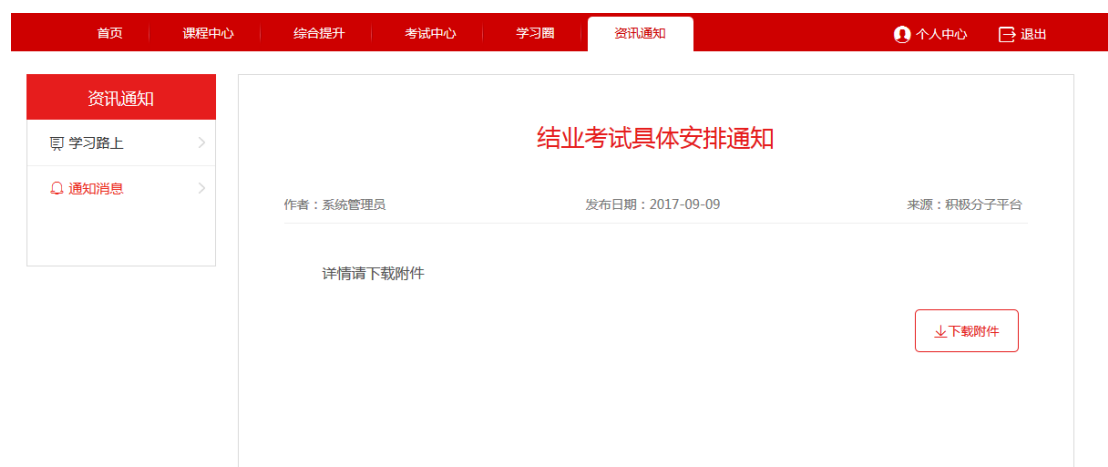 首页 课程中心 综合提升 考试中心 学习圈 资讯通知 个人中心 退出
资讯通知
学习路上
通知消息
结业考试具体安排通知
作者：系统管理员 发布日期：2017-09-09 来源：积极分子平台
详情请下载附件
下载附件